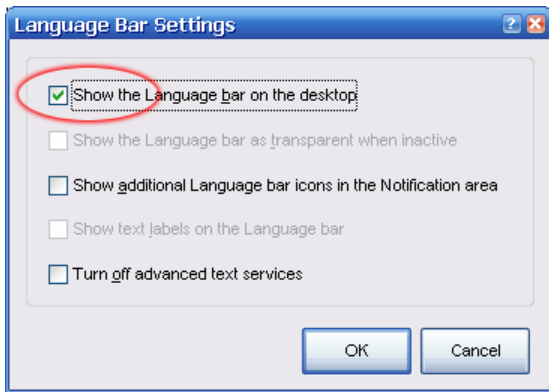 Language Bar Settings
Show the Language bar on the desktop
Show the Language bar as transparent when inactive
Show additional Language bar icons in the Notification area
Show text labels on the Language bar
Turn off advanced text services
OK
Cancel